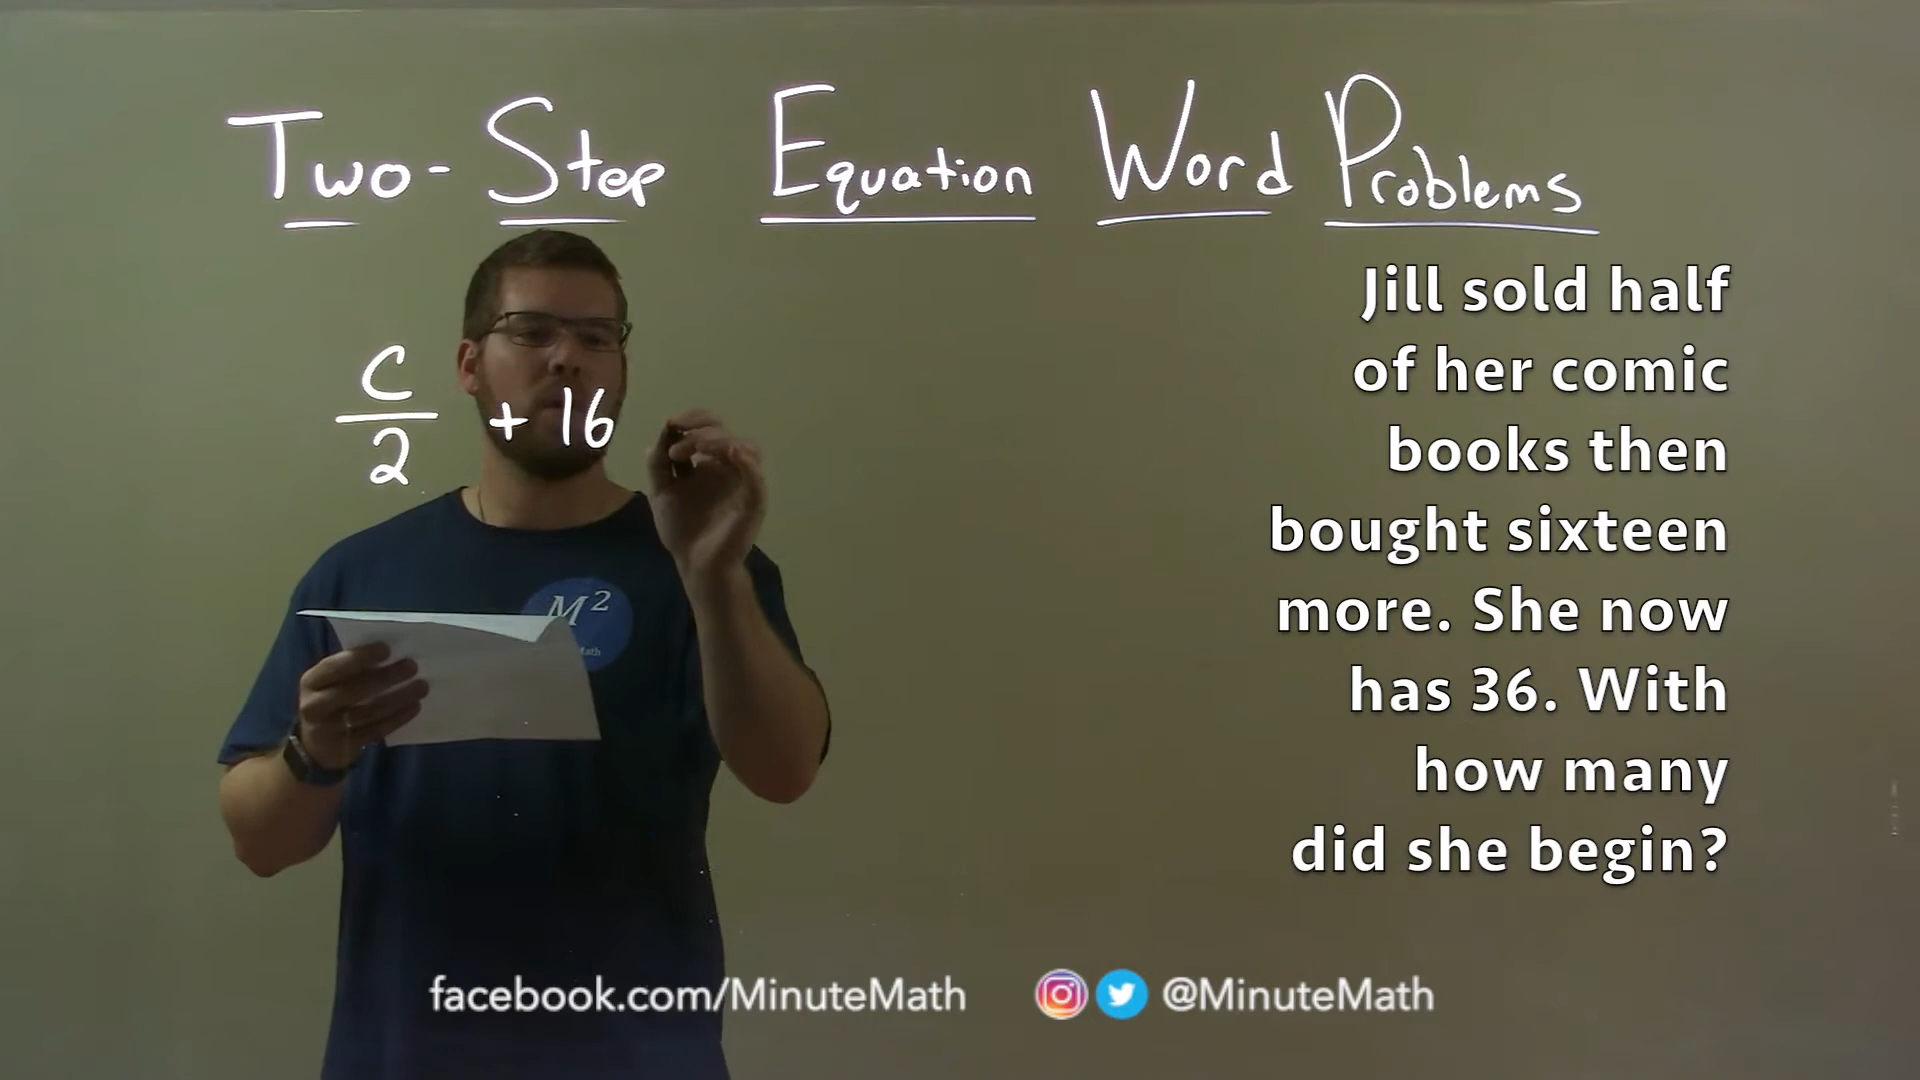 Two-Step Equation Word Problems
Jill sold half
of her comic
books then
bought sixteen
more. She now
has 36. With
how many
did she begin?
C
2
+ 16
M²
Math
facebook.com/MinuteMath
@MinuteMath